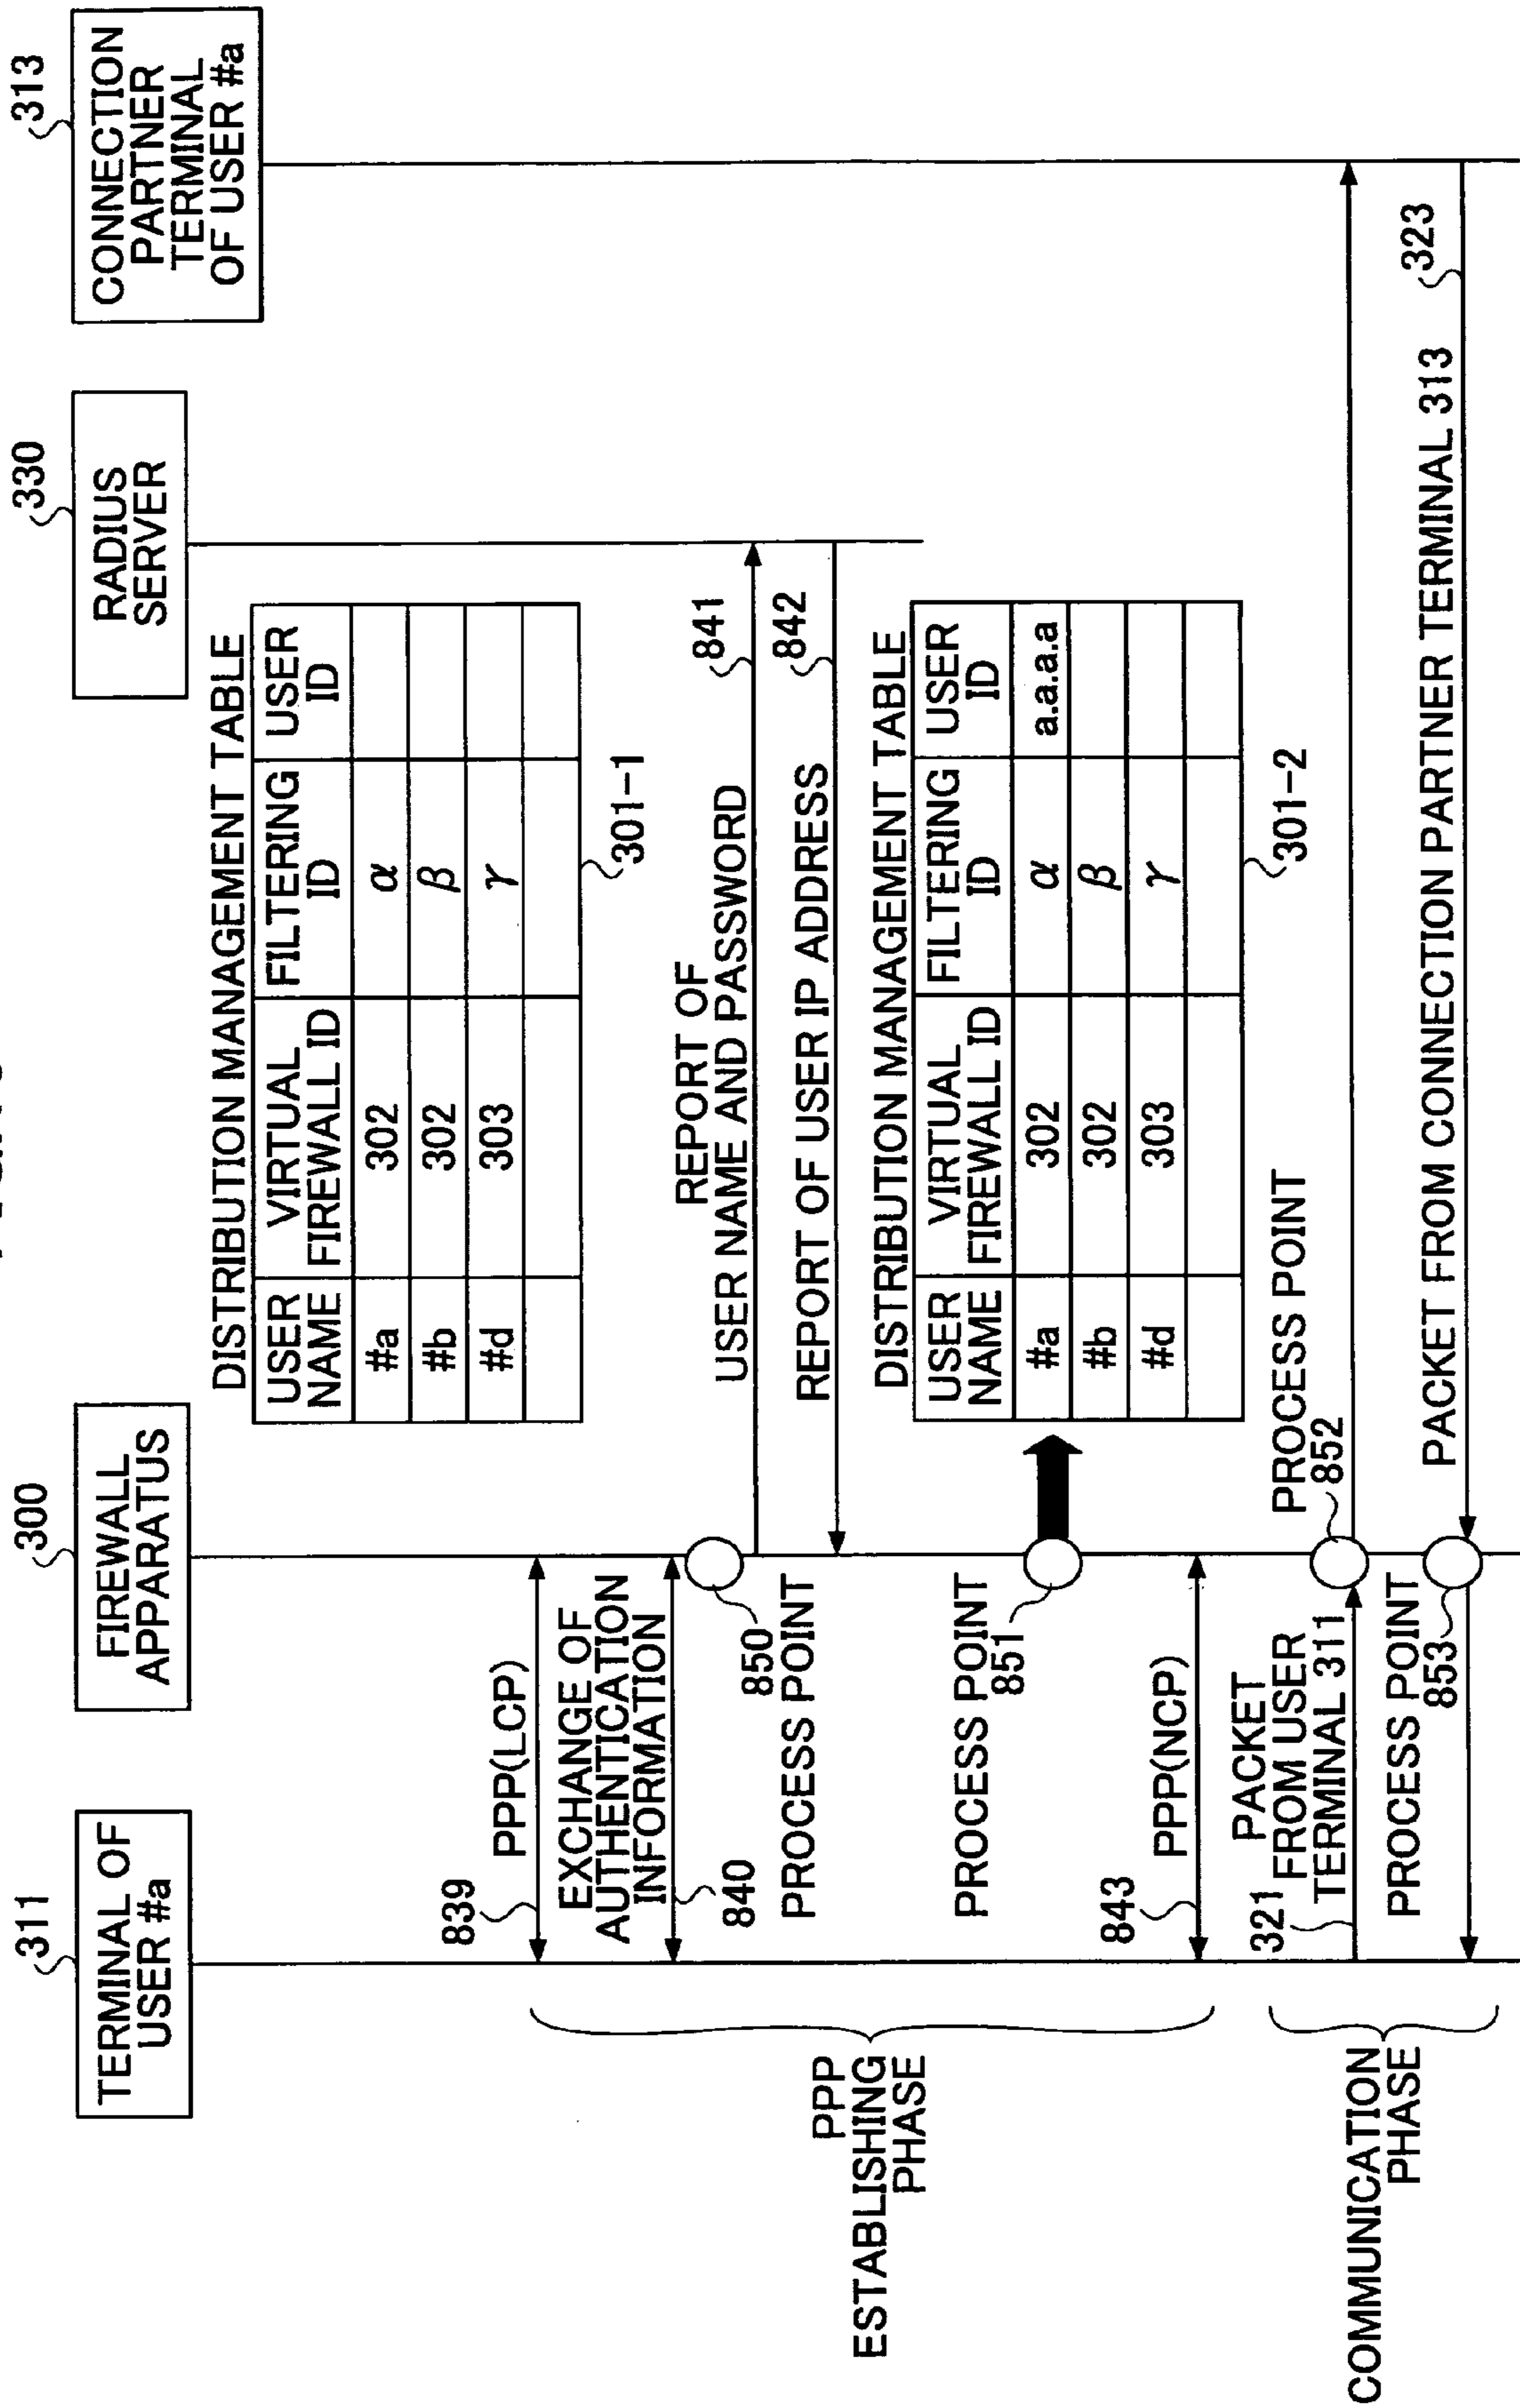 311
TERMINAL OF
USER #a
300
FIREWALL
APPARATUS
330
RADIUS
SERVER
313
CONNECTION
PARTNER
TERMINAL
OF USER #a
DISTRIBUTION MANAGEMENT TABLE
USER NAME VIRTUAL FIREWALL ID FILTERING ID USER ID
#a 302 α
#b 302 β
#d 303 γ
301-1
839
PPP(LCP)
EXCHANGE OF
AUTHENTICATION
INFORMATION
840
850
PROCESS POINT
REPORT OF
USER NAME AND PASSWORD
841
REPORT OF USER IP ADDRESS
842
DISTRIBUTION MANAGEMENT TABLE
USER NAME VIRTUAL FIREWALL ID FILTERING ID USER ID
#a 302 α a.a.a.a
#b 302 β
#d 303 γ
301-2
PROCESS POINT
851
843
PPP(NCP)
PPP
ESTABLISHING
PHASE
PACKET
FROM USER
TERMINAL 311
321
PROCESS POINT
852
PACKET FROM CONNECTION PARTNER TERMINAL 313
323
PROCESS POINT
853
COMMUNICATION
PHASE